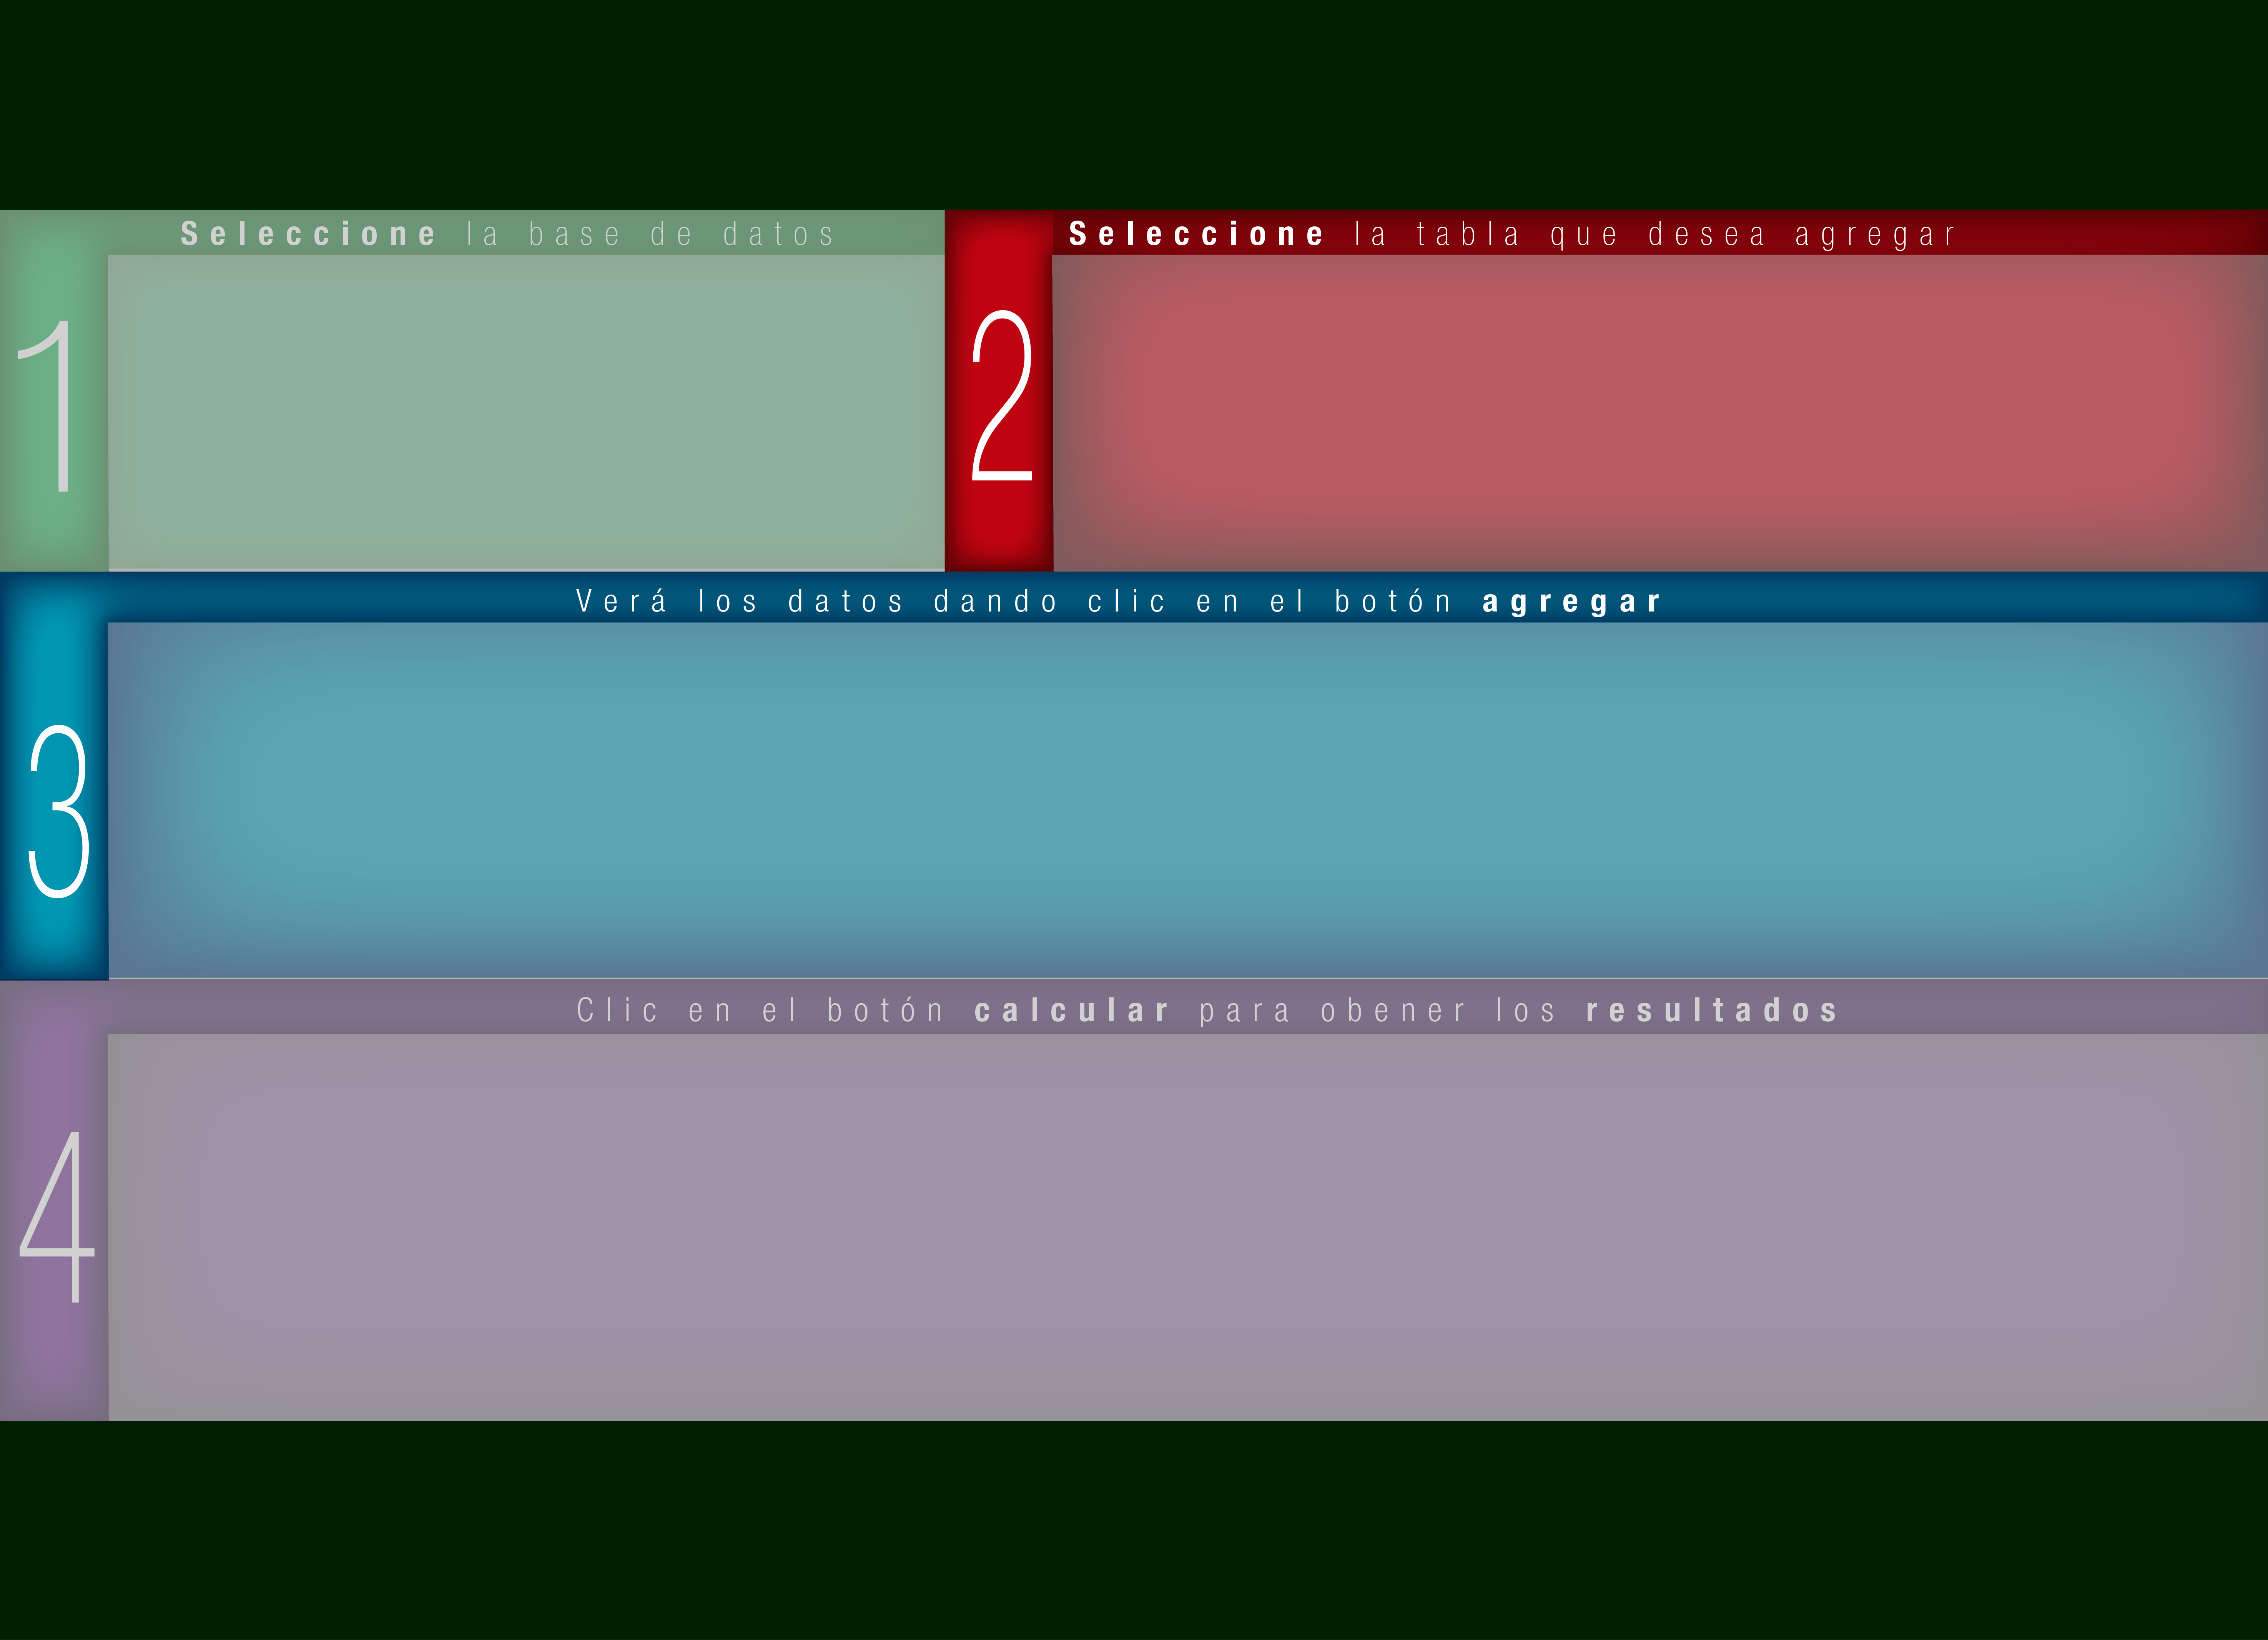 1
Seleccione la base de datos
2
Seleccione la tabla que desea agregar
3
Verá los datos dando clic en el botón agregar
4
Clic en el botón calcular para obener los resultados